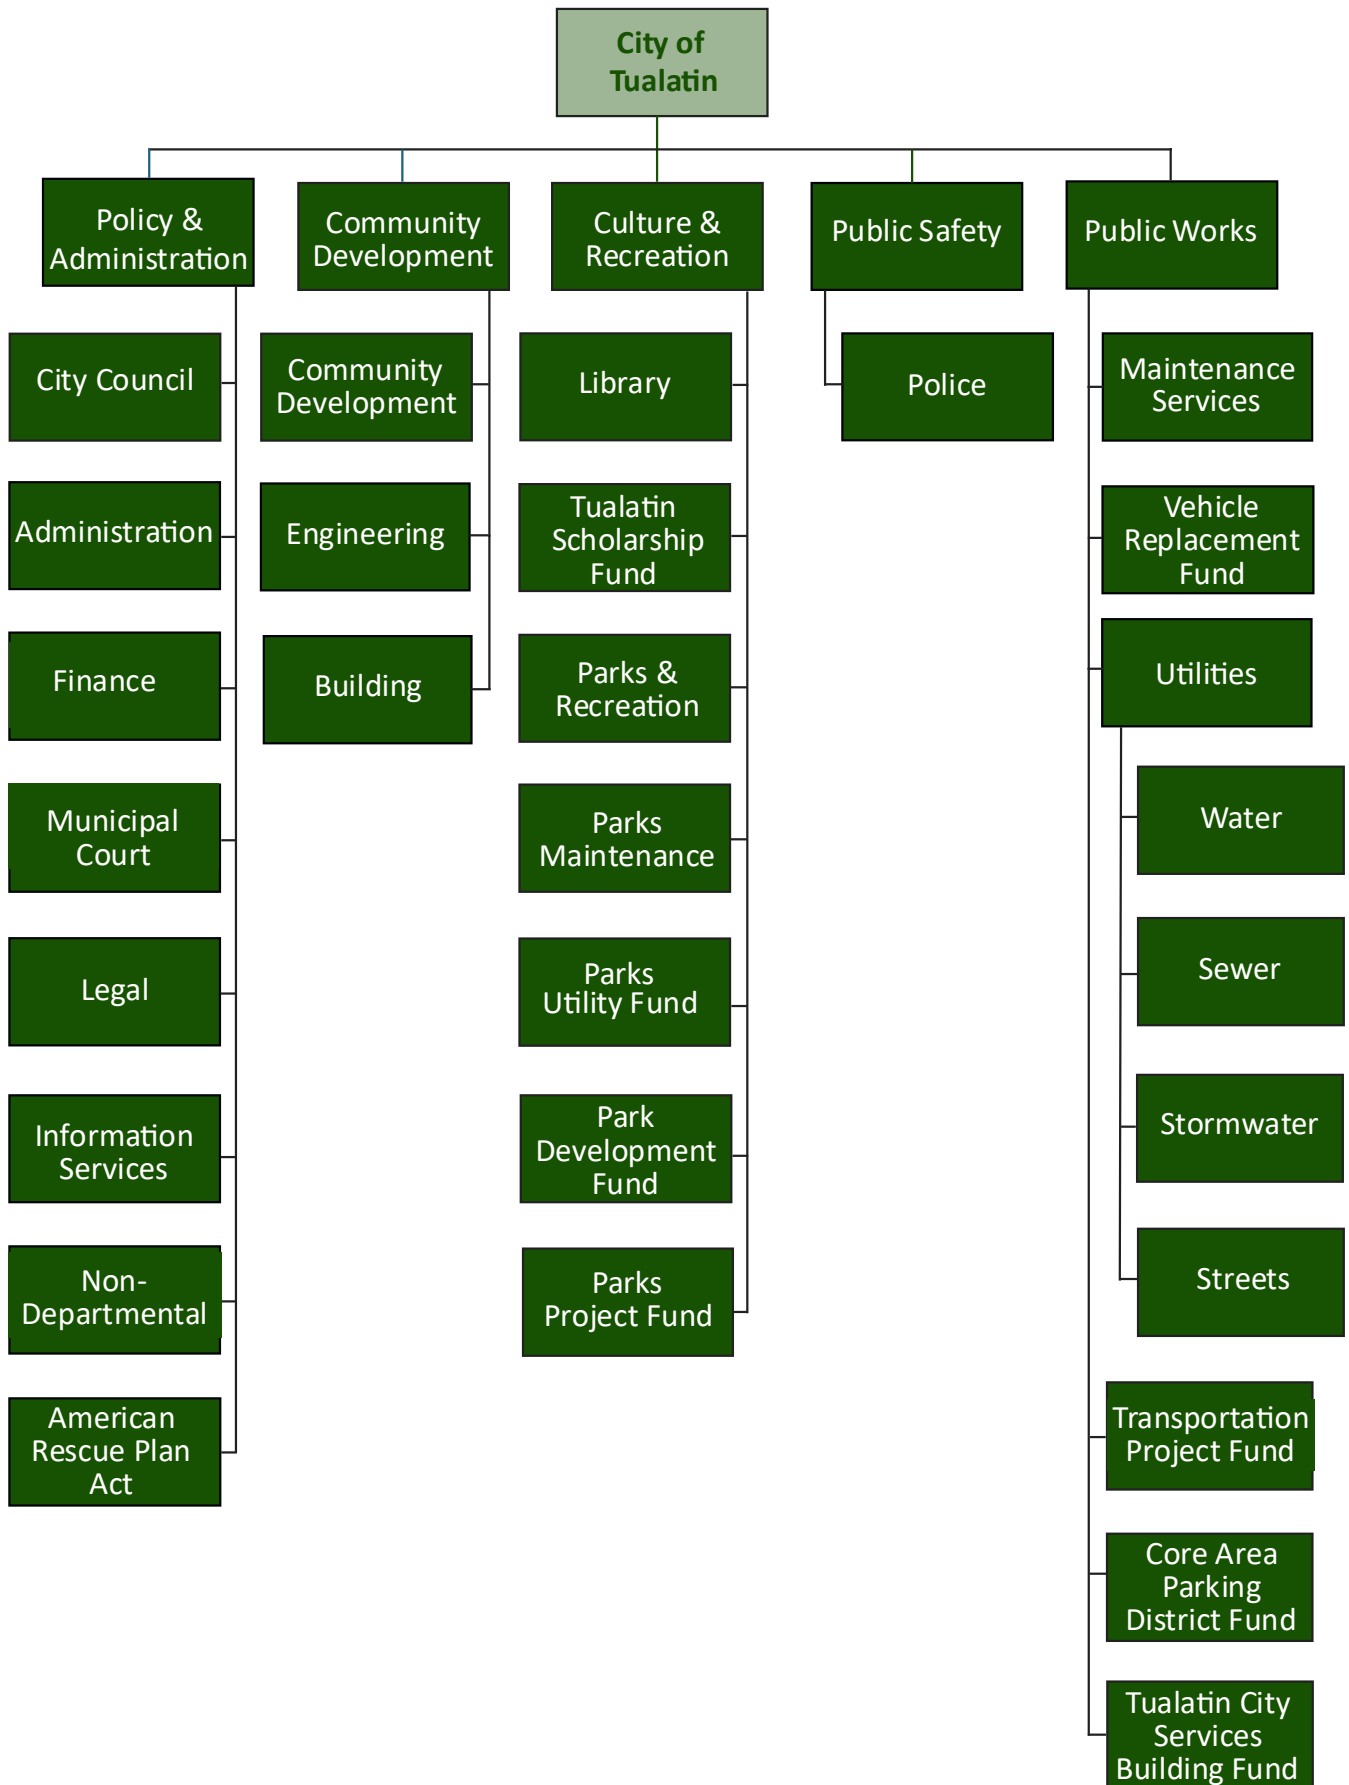 City of
Tualatin
Policy &
Administration
Community
Development
Culture &
Recreation
Public Safety
Public Works
City Council
Administration
Finance
Municipal
Court
Legal
Information
Services
Non-
Departmental
American
Rescue Plan
Act
Community
Development
Engineering
Building
Library
Tualatin
Scholarship
Fund
Parks &
Recreation
Parks
Maintenance
Parks
Utility Fund
Park
Development
Fund
Parks
Project Fund
Police
Maintenance
Services
Vehicle
Replacement
Fund
Utilities
Water
Sewer
Stormwater
Streets
Transportation
Project Fund
Core Area
Parking
District Fund
Tualatin City
Services
Building Fund